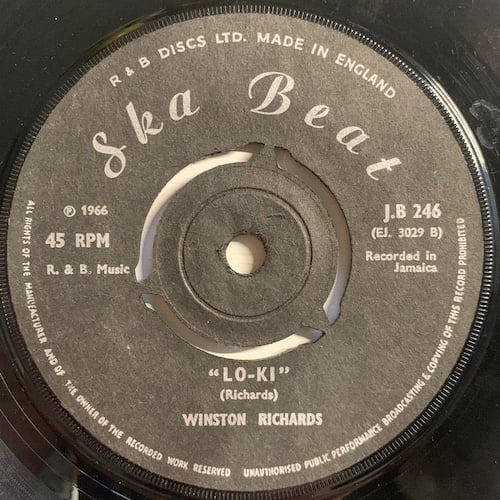 R & B DISCS LTD. MADE IN ENGLAND
Ska Beat
℗ 1966
45 RPM
R. & B. Music
J.B 246
(EJ. 3029 B)
Recorded in
Jamaica
"LO-KI"
(Richards)
WINSTON RICHARDS
ALL RIGHTS OF THE MANUFACTURER AND OF THE OWNER OF THE RECORDED WORK RESERVED UNAUTHORISED PUBLIC PERFORMANCE BROADCASTING & COPYING OF THIS RECORD PROHIBITED